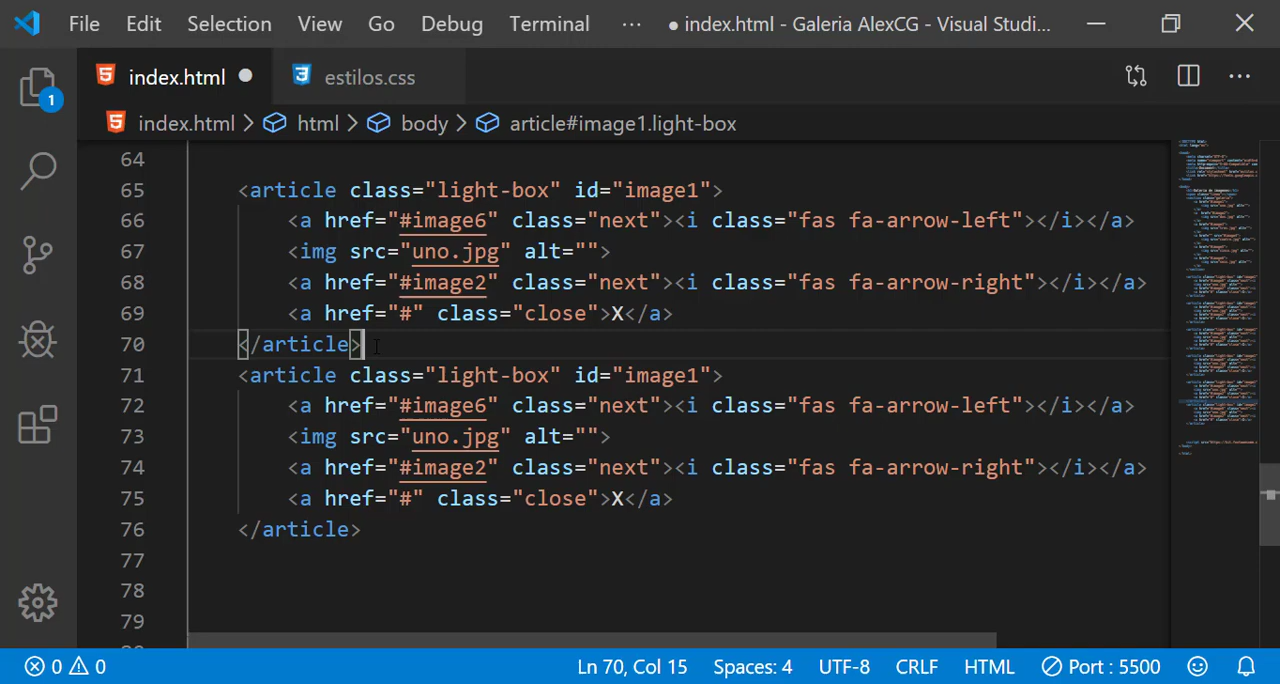 File Edit Selection View Go Debug Terminal ··· ● index.html - Galeria AlexCG - Visual Studi...
index.html ● estilos.css ···
index.html > html > body > article#image1.light-box
1
64
65 <article class="light-box" id="image1">
66 <a href="#image6" class="next"><i class="fas fa-arrow-left"></i></a>
67 <img src="uno.jpg" alt="">
68 <a href="#image2" class="next"><i class="fas fa-arrow-right"></i></a>
69 <a href="#" class="close">X</a>
70 </article>
71 <article class="light-box" id="image1">
72 <a href="#image6" class="next"><i class="fas fa-arrow-left"></i></a>
73 <img src="uno.jpg" alt="">
74 <a href="#image2" class="next"><i class="fas fa-arrow-right"></i></a>
75 <a href="#" class="close">X</a>
76 </article>
77
78
79
0 0 Ln 70, Col 15 Spaces: 4 UTF-8 CRLF HTML Port : 5500